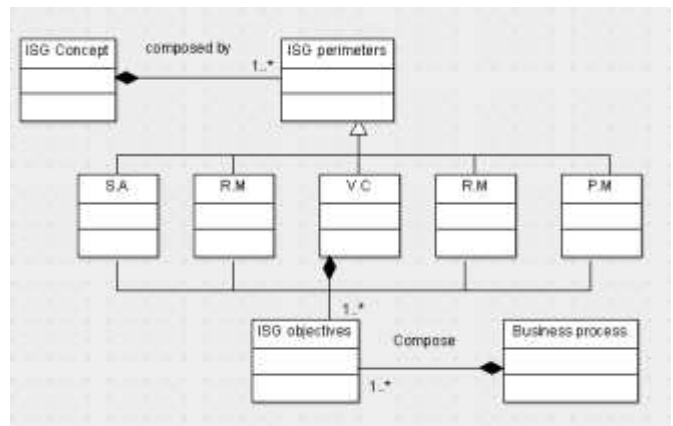 ISG Concept
composed by
ISG perimeters
1..*
S.A
R.M
V.C
R.M
P.M
1..*
ISG objectives
Compose
Business process
1..*